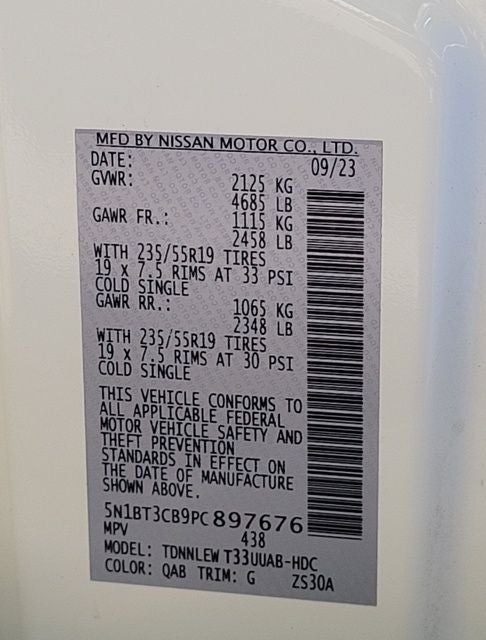 MFD BY NISSAN MOTOR CO., LTD.
DATE: 09/23
GVWR: 2125 KG
4685 LB
GAWR FR.: 1115 KG
2458 LB
WITH 235/55R19 TIRES
19 x 7.5 RIMS AT 33 PSI
COLD SINGLE
GAWR RR.: 1065 KG
2348 LB
WITH 235/55R19 TIRES
19 x 7.5 RIMS AT 30 PSI
COLD SINGLE
THIS VEHICLE CONFORMS TO
ALL APPLICABLE FEDERAL
MOTOR VEHICLE SAFETY AND
THEFT PREVENTION
STANDARDS IN EFFECT ON
THE DATE OF MANUFACTURE
SHOWN ABOVE.
5N1BT3CB9PC897676
MPV 438
MODEL: TDNNLEW T33UUAB-HDC
COLOR: QAB TRIM: G ZS30A